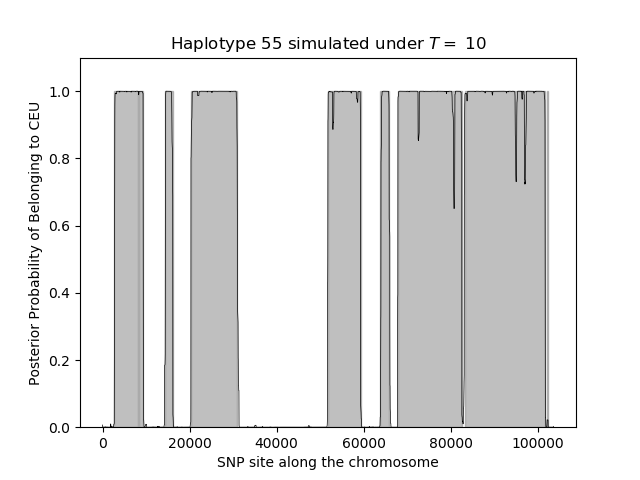 Haplotype 55 simulated under T = 10
Posterior Probability of Belonging to CEU
1.0
0.8
0.6
0.4
0.2
0.0
0 20000 40000 60000 80000 100000
SNP site along the chromosome